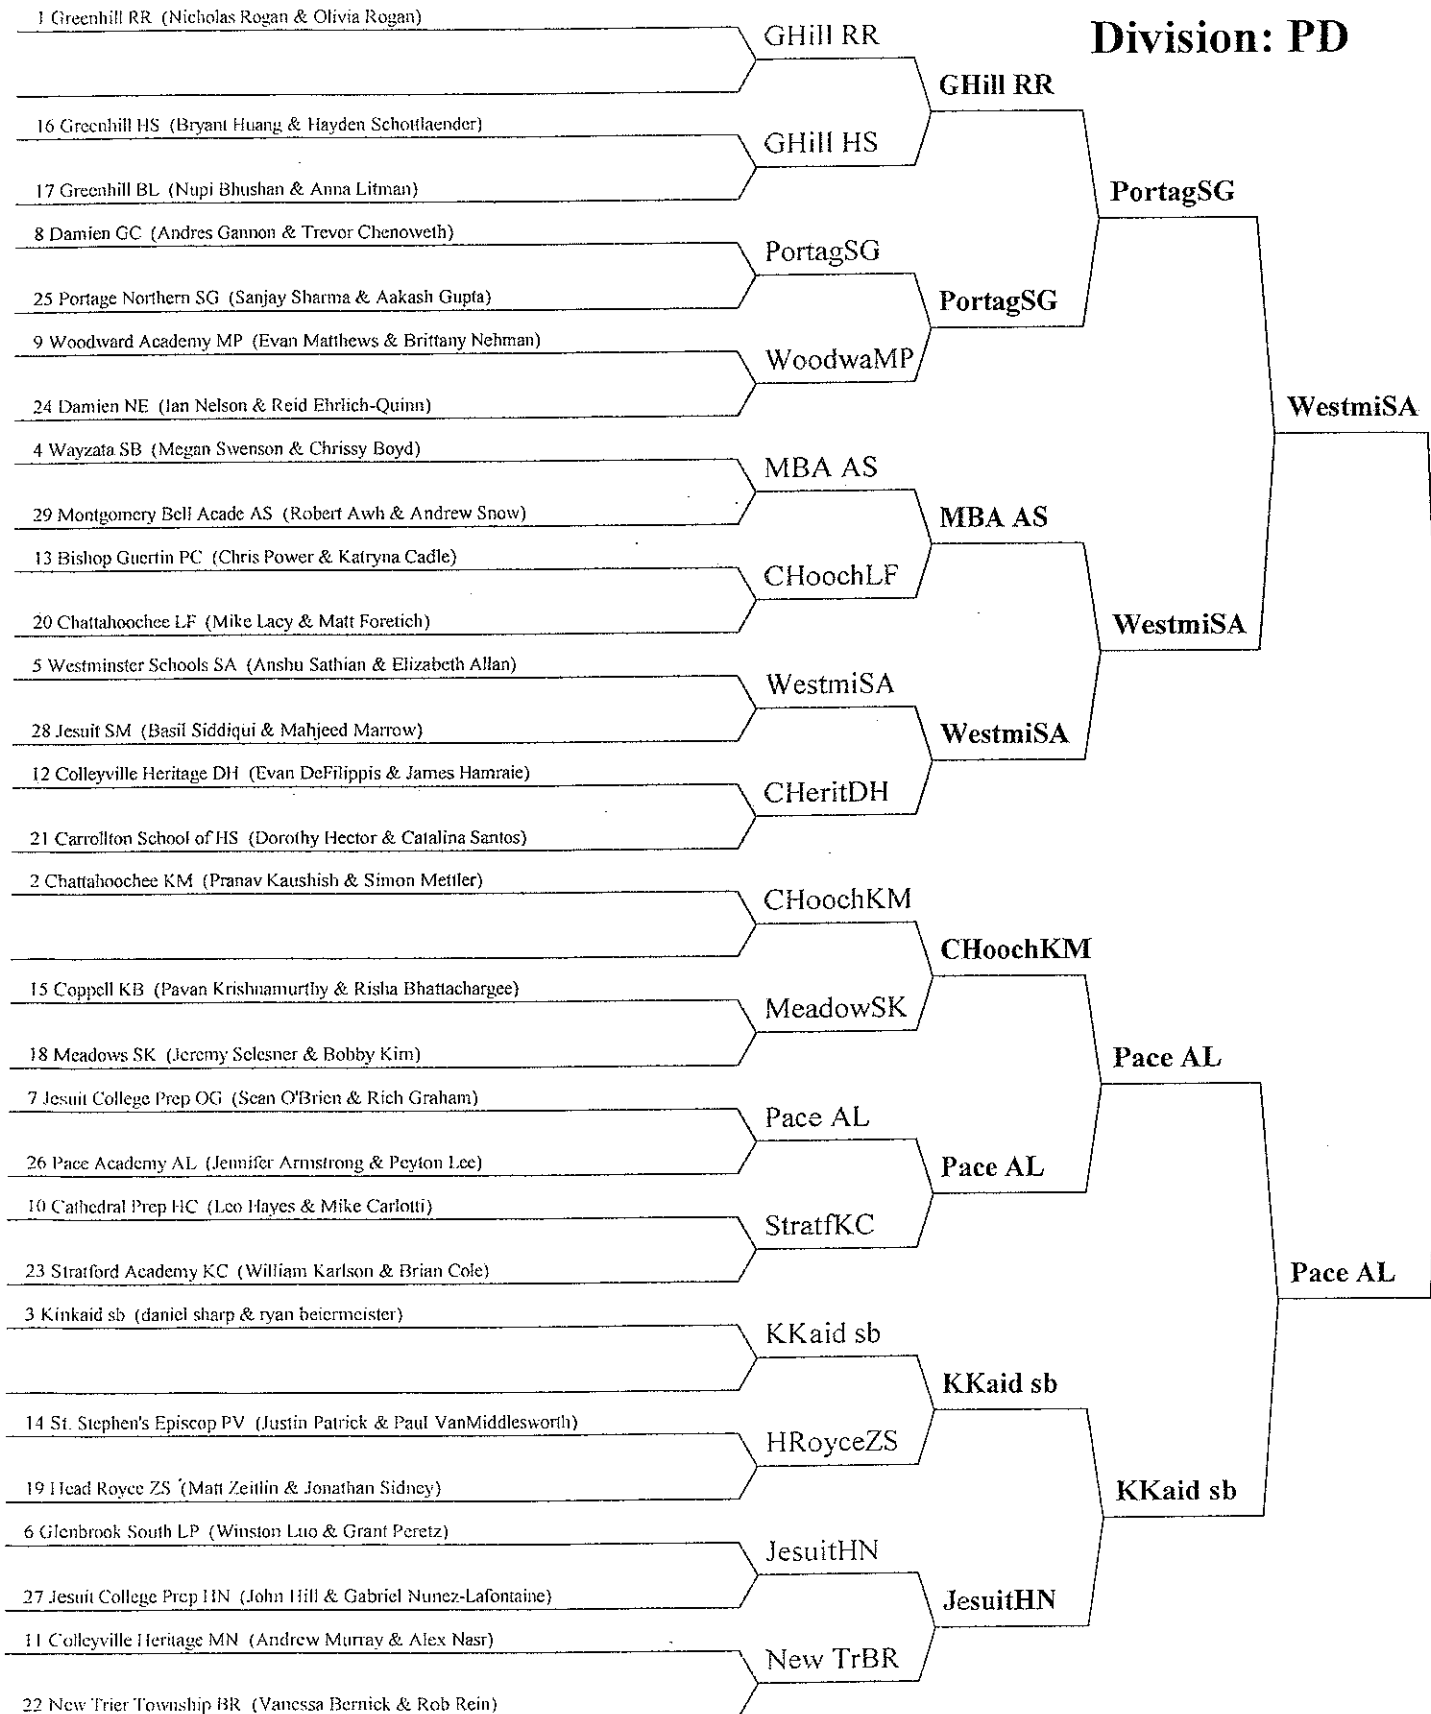 1 Greenhill RR (Nicholas Rogan & Olivia Rogan)
Division: PD
GHill RR
GHill RR
16 Greenhill HS (Bryant Huang & Hayden Schottlaender)
GHill HS
17 Greenhill BL (Nupi Bhushan & Anna Litman)
PortagSG
8 Damien GC (Andres Gannon & Trevor Chenoweth)
PortagSG
25 Portage Northern SG (Sanjay Sharma & Aakash Gupta)
PortagSG
9 Woodward Academy MP (Evan Matthews & Brittany Nehman)
WoodwaMP
24 Damien NE (Ian Nelson & Reid Ehrlich-Quinn)
WestmiSA
4 Wayzata SB (Megan Swenson & Chrissy Boyd)
MBA AS
29 Montgomery Bell Acade AS (Robert Awh & Andrew Snow)
MBA AS
13 Bishop Guertin PC (Chris Power & Katryna Cadle)
CHoochLF
20 Chattahoochee LF (Mike Lacy & Matt Foretich)
WestmiSA
5 Westminster Schools SA (Anshu Sathian & Elizabeth Allan)
WestmiSA
28 Jesuit SM (Basil Siddiqui & Mahjeed Marrow)
WestmiSA
12 Colleyville Heritage DH (Evan DeFilippis & James Hamraie)
CHeritDH
21 Carrollton School of HS (Dorothy Hector & Catalina Santos)
2 Chattahoochee KM (Pranav Kaushish & Simon Mettler)
CHoochKM
CHoochKM
15 Coppell KB (Pavan Krishnamurthy & Risha Bhattachargee)
MeadowSK
18 Meadows SK (Jeremy Selesner & Bobby Kim)
Pace AL
7 Jesuit College Prep OG (Sean O'Brien & Rich Graham)
Pace AL
26 Pace Academy AL (Jennifer Armstrong & Peyton Lee)
Pace AL
10 Cathedral Prep HC (Leo Hayes & Mike Carlotti)
StratfKC
23 Stratford Academy KC (William Karlson & Brian Cole)
Pace AL
3 Kinkaid sb (daniel sharp & ryan beiermeister)
KKaid sb
KKaid sb
14 St. Stephen's Episcop PV (Justin Patrick & Paul VanMiddlesworth)
HRoyceZS
19 Head Royce ZS (Matt Zeitlin & Jonathan Sidney)
KKaid sb
6 Glenbrook South LP (Winston Luo & Grant Peretz)
JesuitHN
27 Jesuit College Prep HN (John Hill & Gabriel Nunez-Lafontaine)
JesuitHN
11 Colleyville Heritage MN (Andrew Murray & Alex Nasr)
New TrBR
22 New Trier Township BR (Vanessa Bernick & Rob Rein)